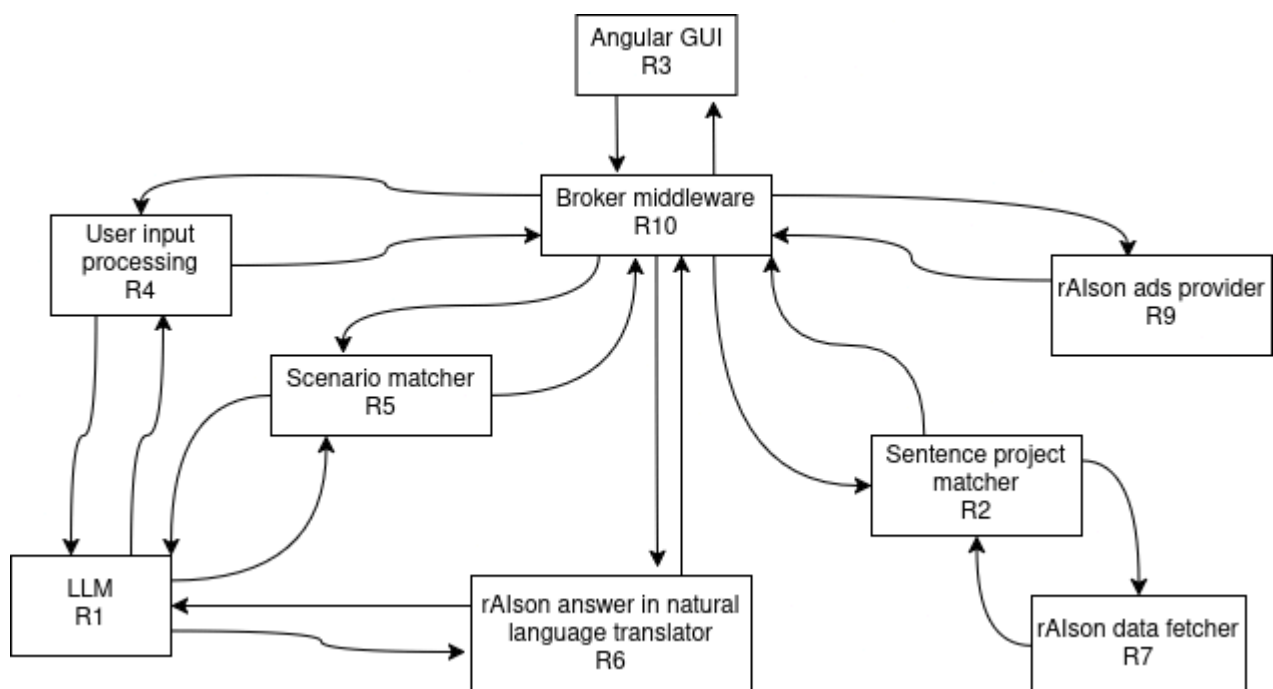 Angular GUI
R3
Broker middleware
R10
User input
processing
R4
rAIson ads provider
R9
Scenario matcher
R5
Sentence project
matcher
R2
LLM
R1
rAIson answer in natural
language translator
R6
rAIson data fetcher
R7